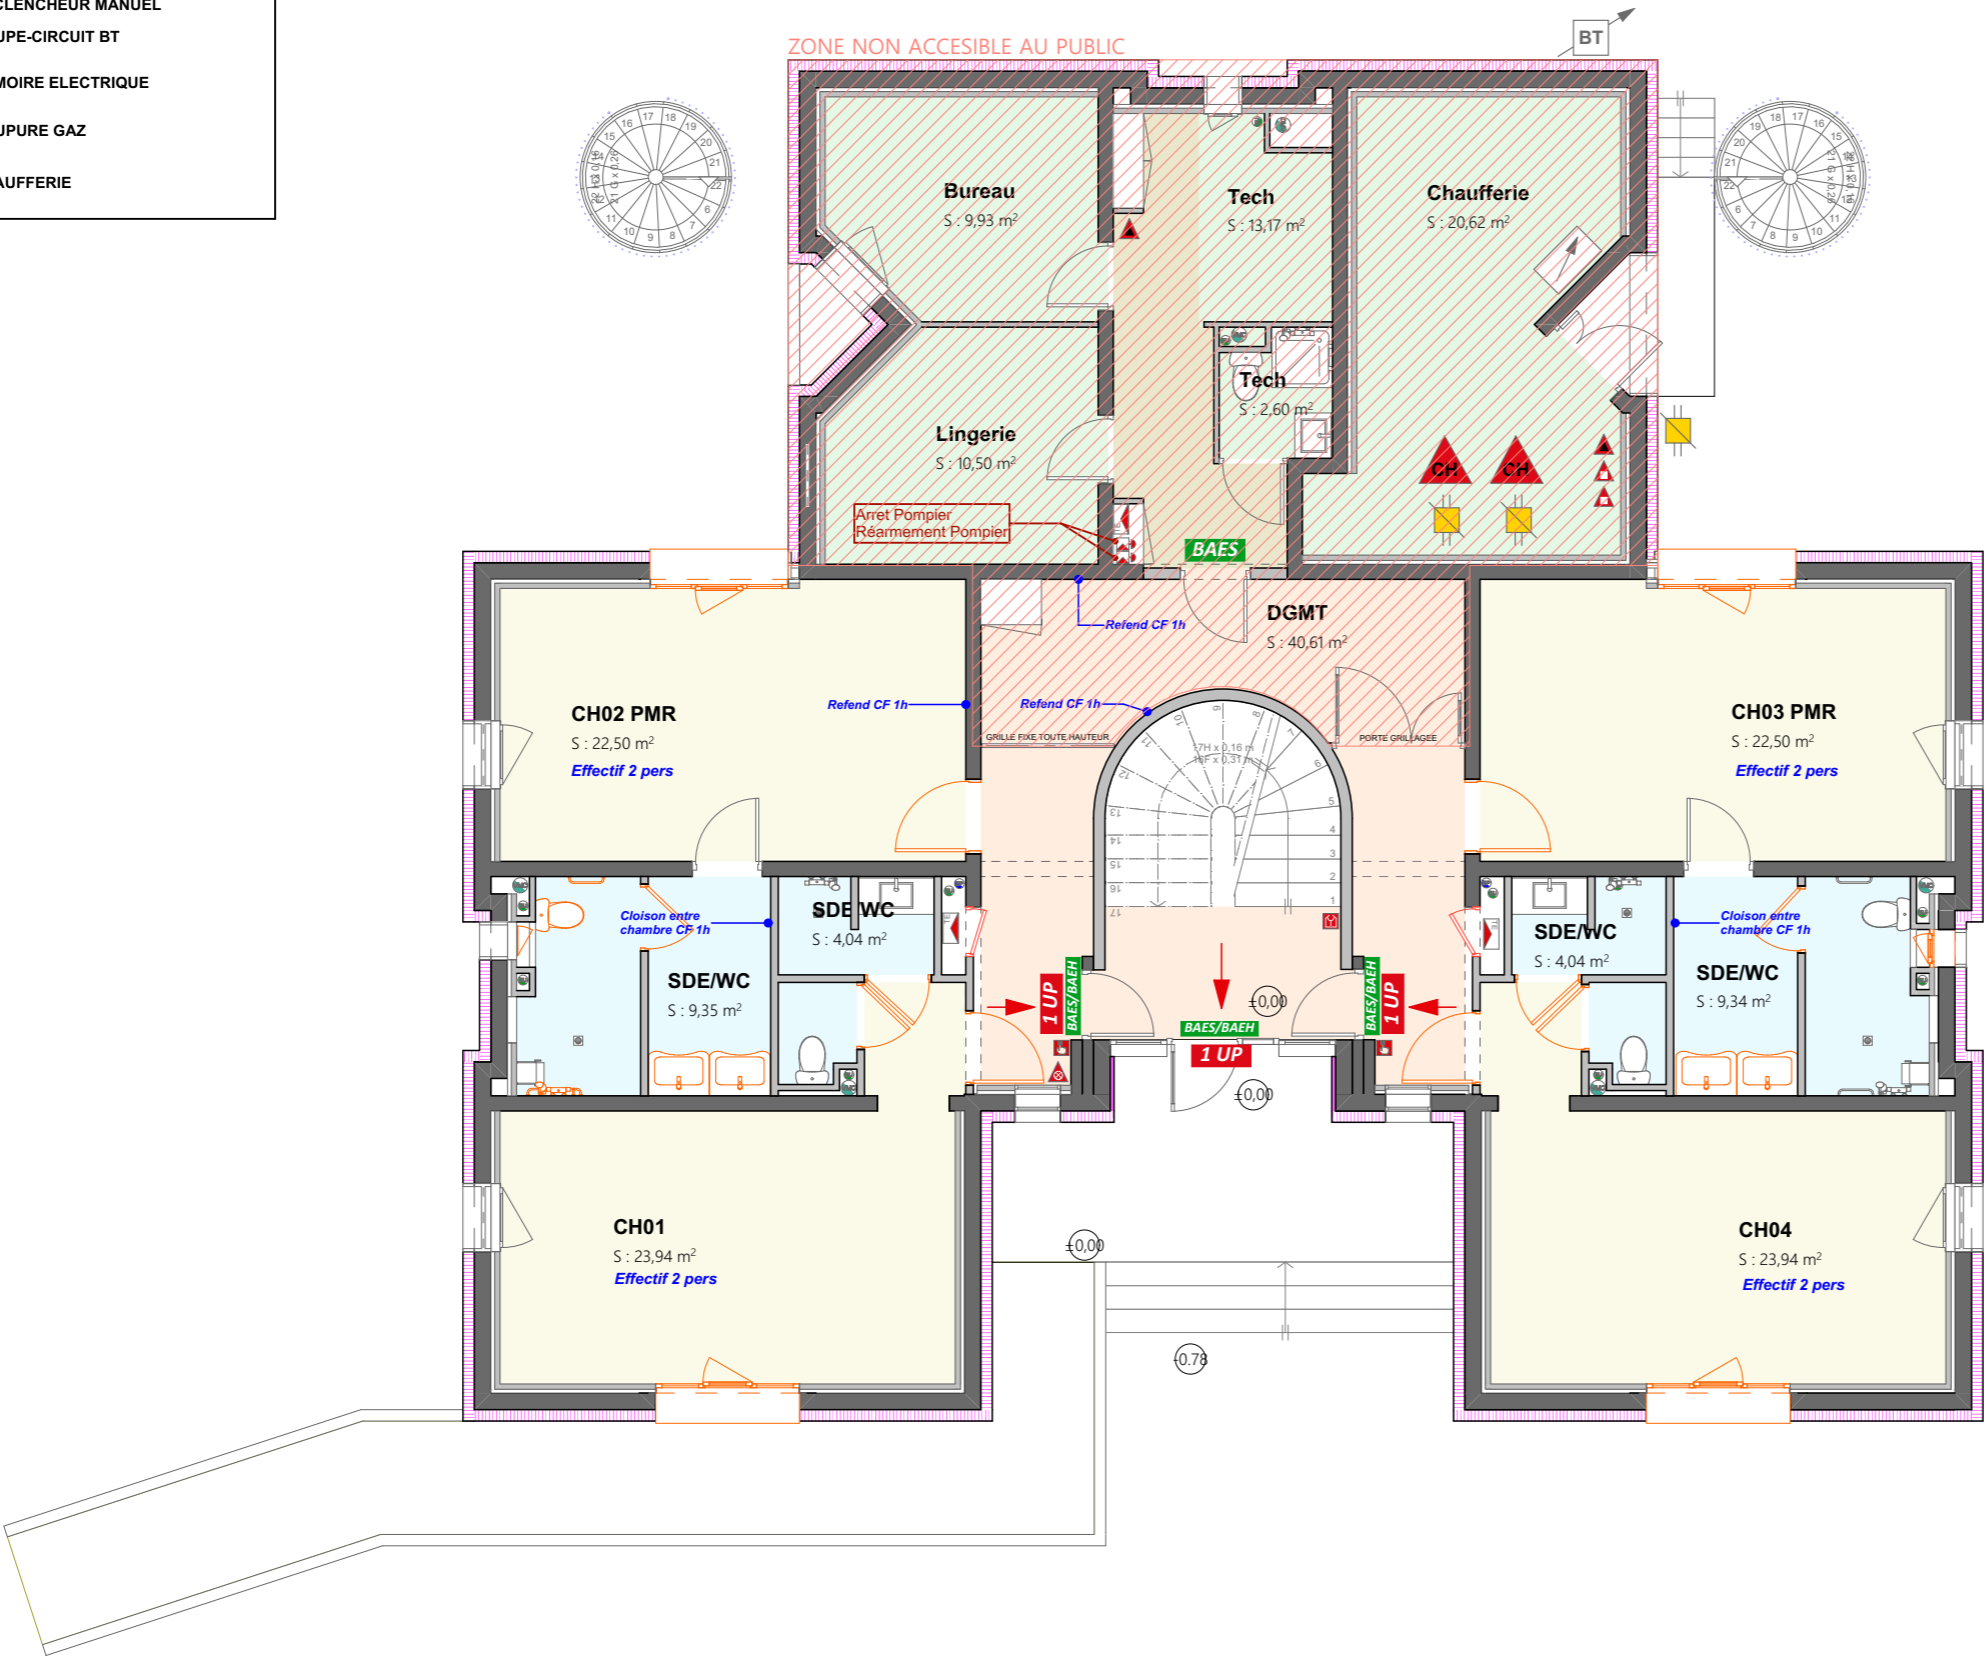 CLENCHEUR MANUEL
UPE-CIRCUIT BT
MOIRE ELECTRIQUE
UPURE GAZ
AUFFERIE
ZONE NON ACCESIBLE AU PUBLIC
BT
Bureau
S : 9,93 m²
Tech
S : 13,17 m²
Chaufferie
S : 20,62 m²
Tech
S : 2,60 m²
Lingerie
S : 10,50 m²
CH
CH
Arret Pompier
Réarmement Pompier
BAES
DGMT
S : 40,61 m²
Refend CF 1h
Refend CF 1h
Refend CF 1h
GRILLE FIXE TOUTE HAUTEUR
PORTE GRILLAGEE
CH02 PMR
S : 22,50 m²
Effectif 2 pers
CH03 PMR
S : 22,50 m²
Effectif 2 pers
Cloison entre
chambre CF 1h
SDE/WC
S : 4,04 m²
SDE/WC
S : 9,35 m²
SDE/WC
S : 4,04 m²
Cloison entre
chambre CF 1h
SDE/WC
S : 9,34 m²
TE
TE
1 UP
BAES/BAEH
BAES/BAEH
1 UP
BAES/BAEH
1 UP
±0,00
±0,00
±0,00
-0.78
CH01
S : 23,94 m²
Effectif 2 pers
CH04
S : 23,94 m²
Effectif 2 pers